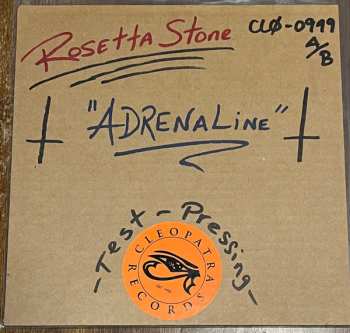 Rosetta Stone
CLØ-0999
A/B
"ADRENALINE"
-Test-Pressing-
CLEOPATRA
RECORDS